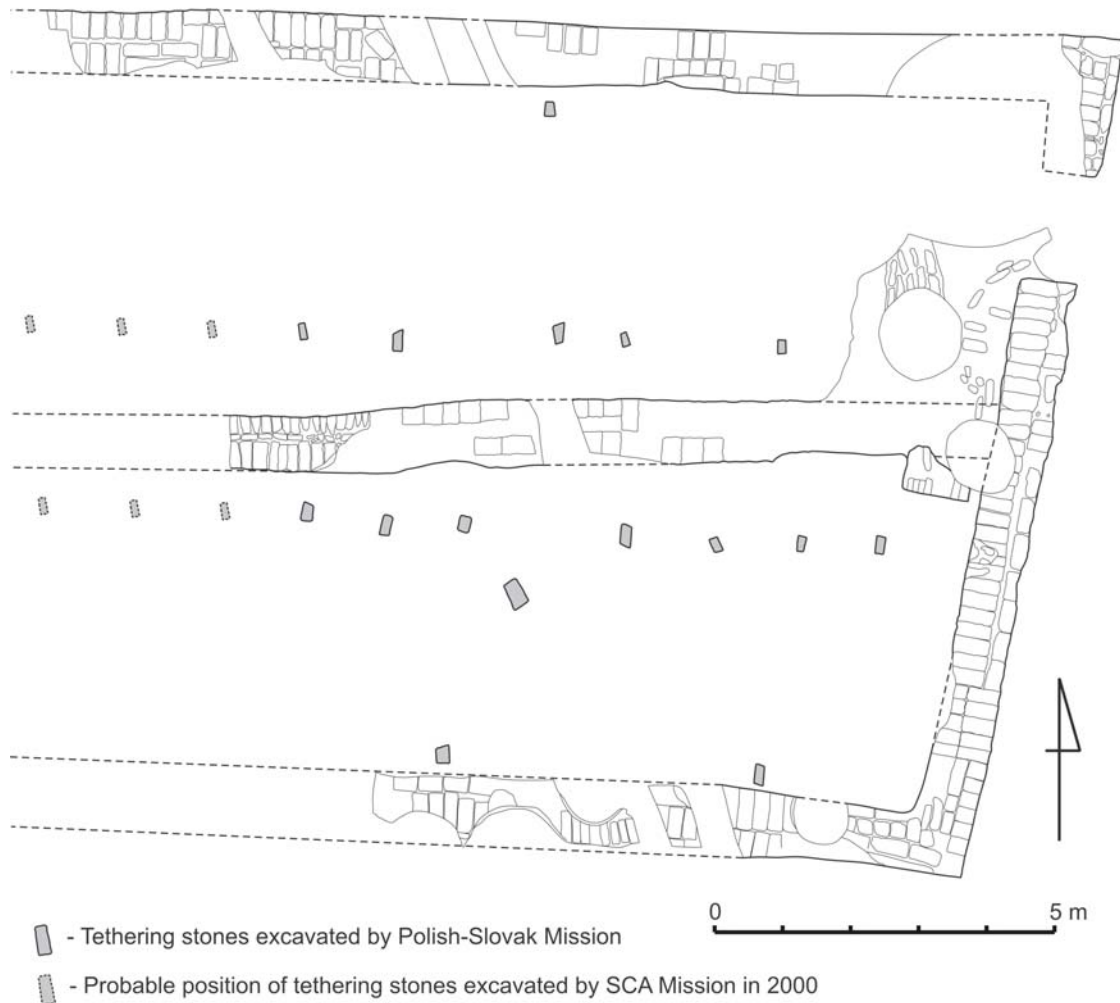 0 5 m
- Tethering stones excavated by Polish-Slovak Mission
- Probable position of tethering stones excavated by SCA Mission in 2000